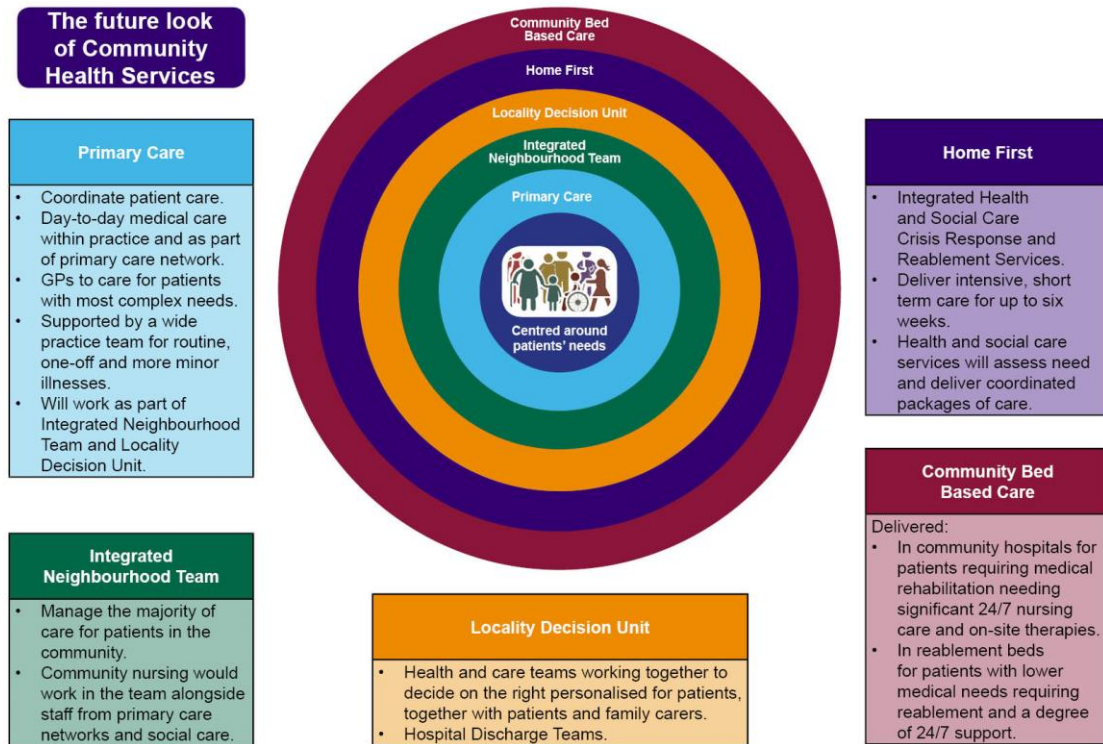 The future look
of Community
Health Services
Community Bed
Based Care
Home First
Locality Decision Unit
Integrated
Neighbourhood Team
Primary Care
Centred around
patients' needs
Primary Care
• Coordinate patient care.
• Day-to-day medical care
within practice and as part
of primary care network.
• GPs to care for patients
with most complex needs.
• Supported by a wide
practice team for routine,
one-off and more minor
illnesses.
• Will work as part of
Integrated Neighbourhood
Team and Locality
Decision Unit.
Integrated
Neighbourhood Team
• Manage the majority of
care for patients in the
community.
• Community nursing would
work in the team alongside
staff from primary care
networks and social care.
Locality Decision Unit
• Health and care teams working together to
decide on the right personalised for patients,
together with patients and family carers.
• Hospital Discharge Teams.
Home First
• Integrated Health
and Social Care
Crisis Response and
Reablement Services.
• Deliver intensive, short
term care for up to six
weeks.
• Health and social care
services will assess need
and deliver coordinated
packages of care.
Community Bed
Based Care
Delivered:
• In community hospitals for
patients requiring medical
rehabilitation needing
significant 24/7 nursing
care and on-site therapies.
• In reablement beds
for patients with lower
medical needs requiring
reablement and a degree
of 24/7 support.